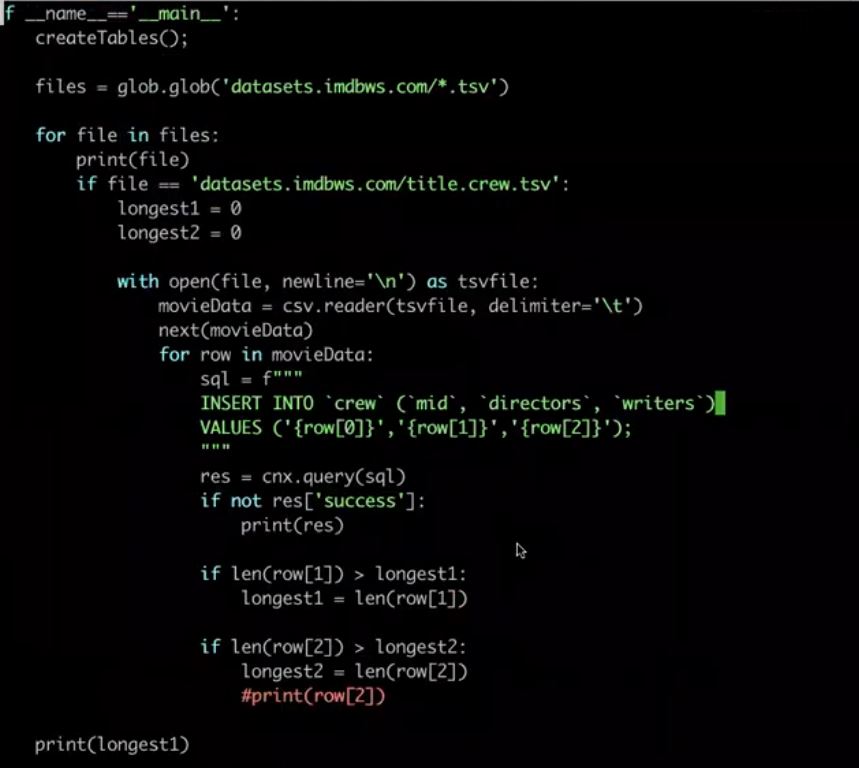 f __name__=='__main__':
    createTables();

    files = glob.glob('datasets.imdbws.com/*.tsv')

    for file in files:
        print(file)
        if file == 'datasets.imdbws.com/title.crew.tsv':
            longest1 = 0
            longest2 = 0

            with open(file, newline='\n') as tsvfile:
                movieData = csv.reader(tsvfile, delimiter='\t')
                next(movieData)
                for row in movieData:
                    sql = f"""
                    INSERT INTO `crew` (`mid`, `directors`, `writers`)
                    VALUES ('{row[0]}','{row[1]}','{row[2]}');
                    """
                    res = cnx.query(sql)
                    if not res['success']:
                        print(res)

                    if len(row[1]) > longest1:
                        longest1 = len(row[1])

                    if len(row[2]) > longest2:
                        longest2 = len(row[2])
                        #print(row[2])

    print(longest1)